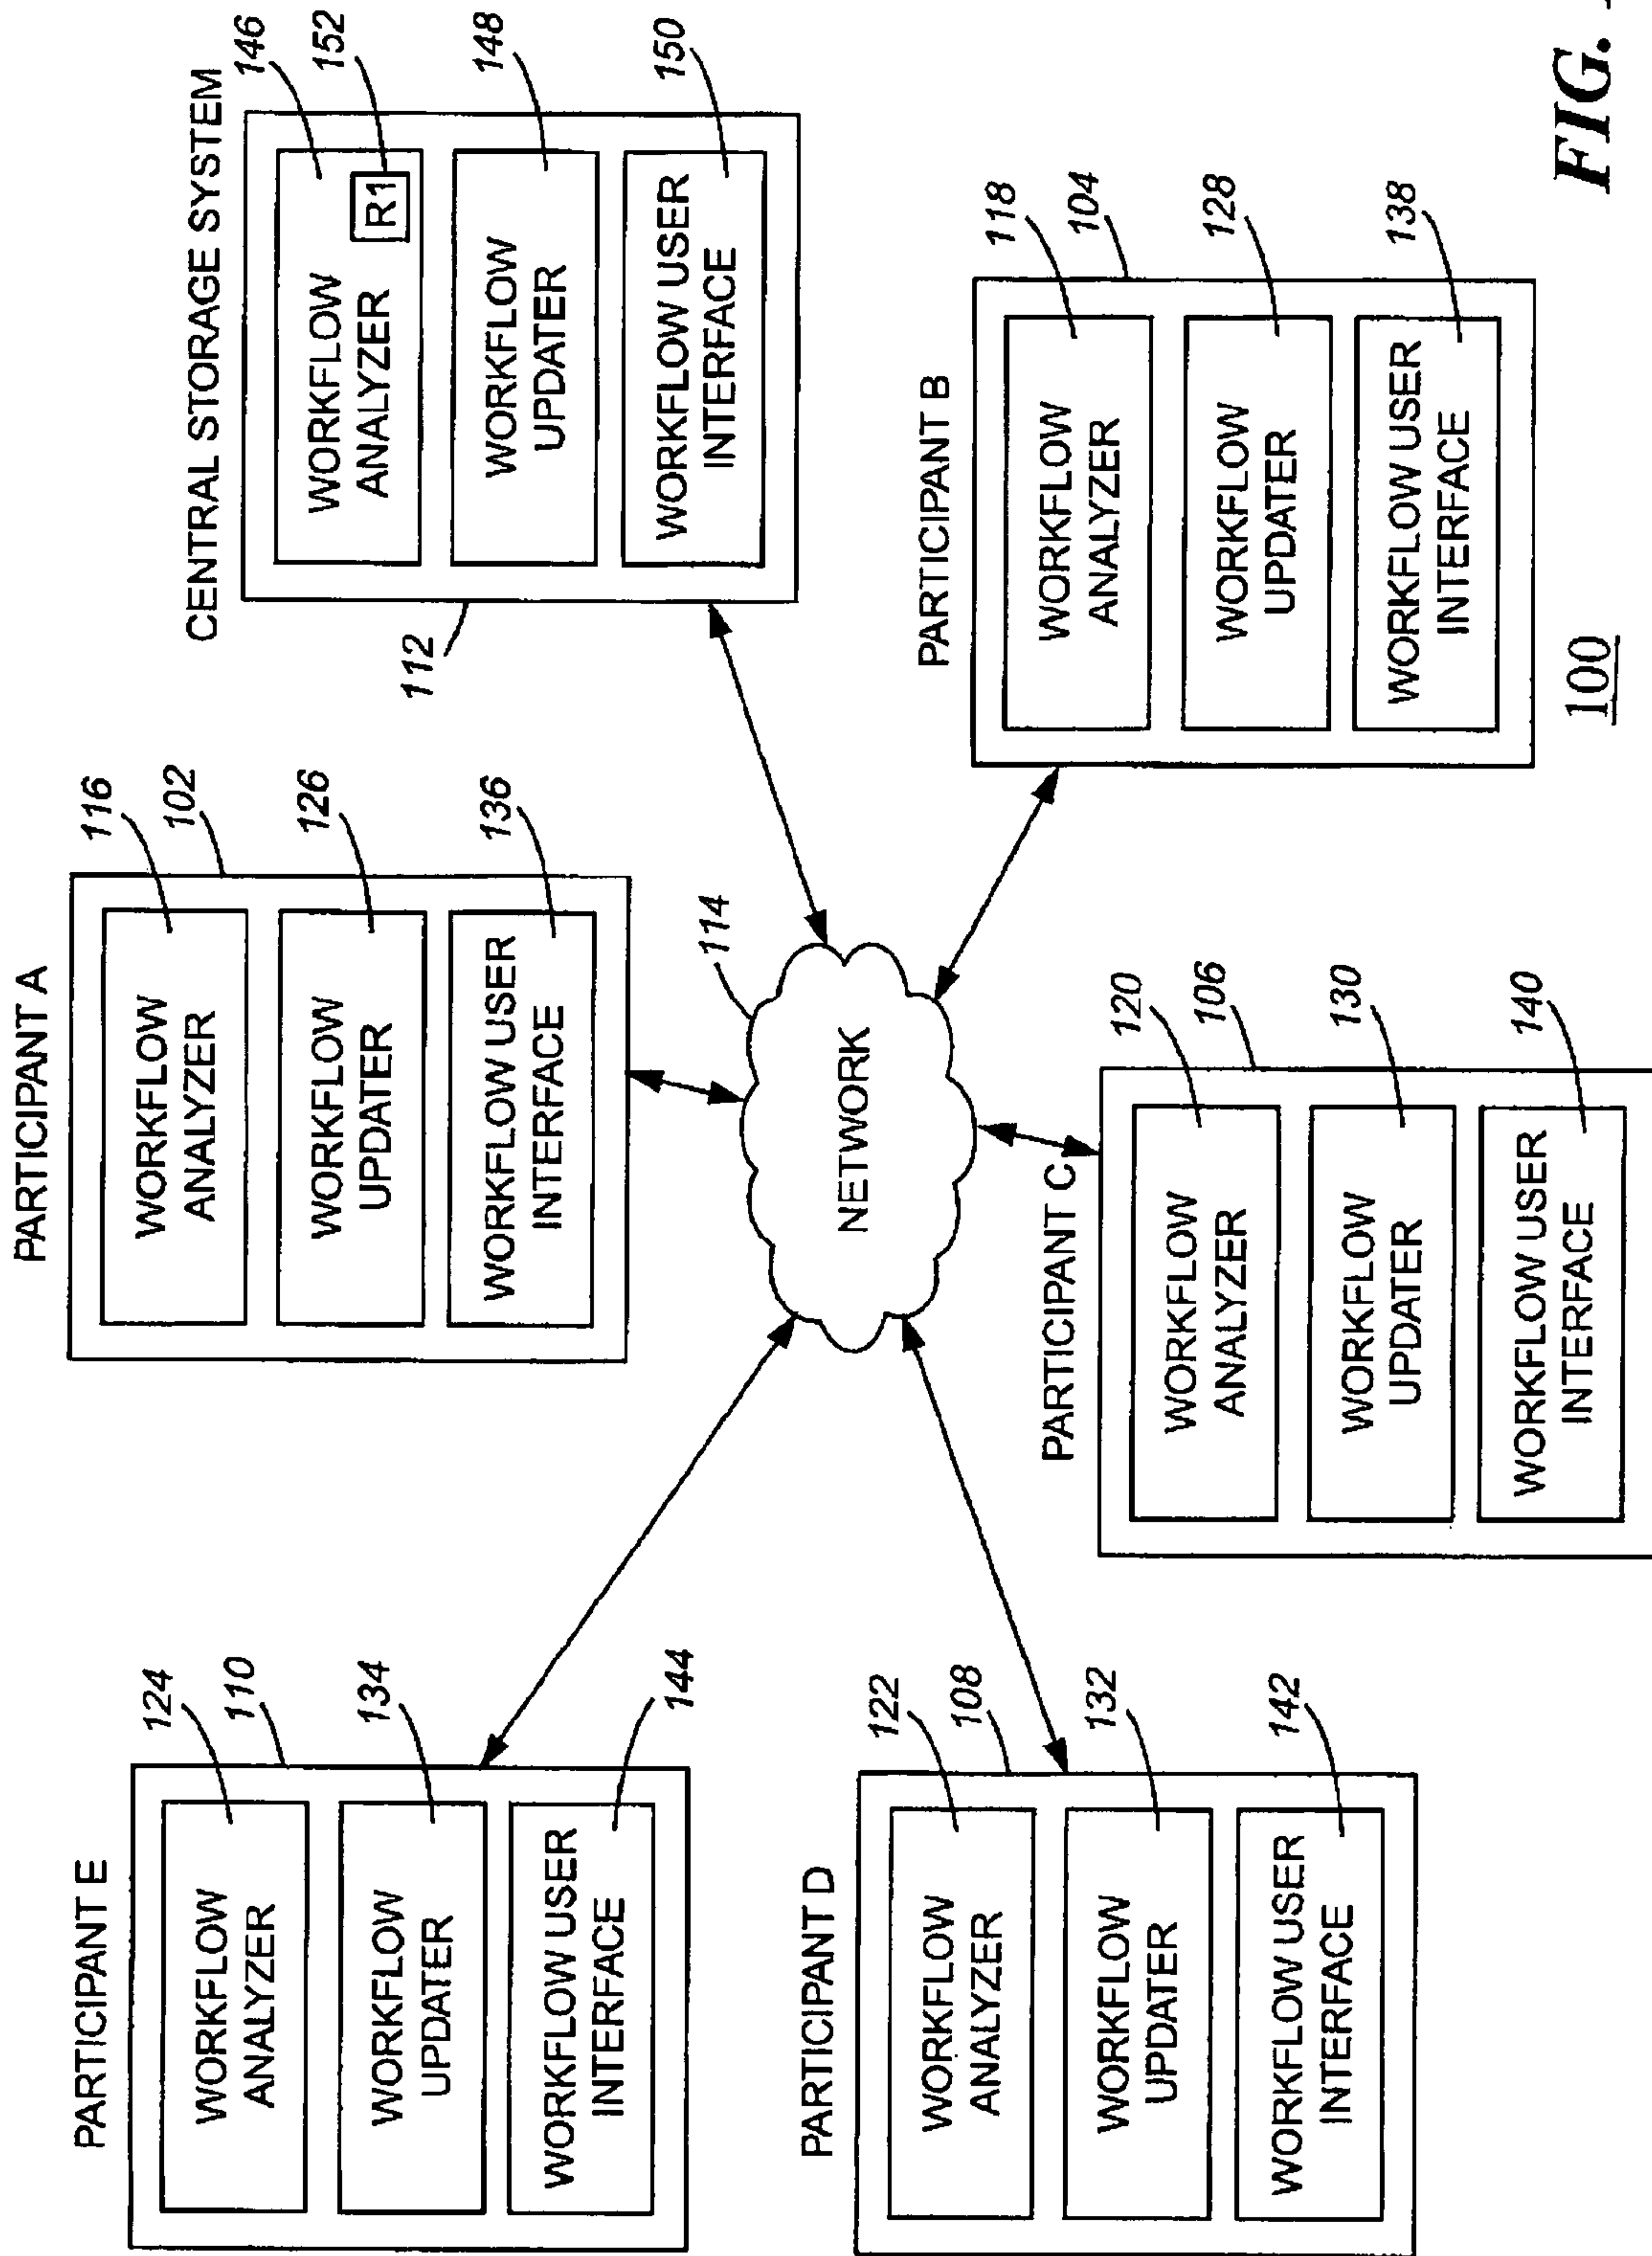 PARTICIPANT E
124
110
134
144
WORKFLOW
ANALYZER
WORKFLOW
UPDATER
WORKFLOW USER
INTERFACE
PARTICIPANT A
116
102
126
136
WORKFLOW
ANALYZER
WORKFLOW
UPDATER
WORKFLOW USER
INTERFACE
CENTRAL STORAGE SYSTEM
146
152
148
150
112
WORKFLOW
ANALYZER
R1
WORKFLOW
UPDATER
WORKFLOW USER
INTERFACE
114
NETWORK
PARTICIPANT D
122
108
132
142
WORKFLOW
ANALYZER
WORKFLOW
UPDATER
WORKFLOW USER
INTERFACE
PARTICIPANT C
120
106
130
140
WORKFLOW
ANALYZER
WORKFLOW
UPDATER
WORKFLOW USER
INTERFACE
PARTICIPANT B
118
104
128
138
WORKFLOW
ANALYZER
WORKFLOW
UPDATER
WORKFLOW USER
INTERFACE
100
FIG.